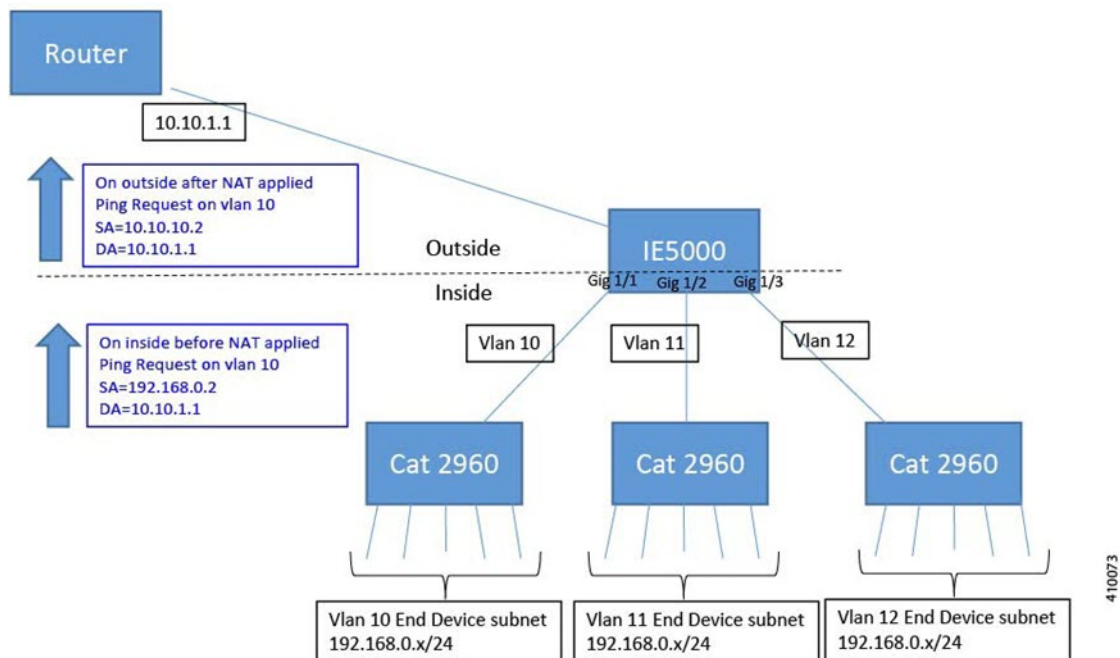 Router
10.10.1.1
On outside after NAT applied
Ping Request on vlan 10
SA=10.10.10.2
DA=10.10.1.1
Outside
IE5000
Gig 1/1
Gig 1/2
Gig 1/3
Inside
On inside before NAT applied
Ping Request on vlan 10
SA=192.168.0.2
DA=10.10.1.1
Vlan 10
Vlan 11
Vlan 12
Cat 2960
Cat 2960
Cat 2960
Vlan 10 End Device subnet
192.168.0.x/24
Vlan 11 End Device subnet
192.168.0.x/24
Vlan 12 End Device subnet
192.168.0.x/24
410073